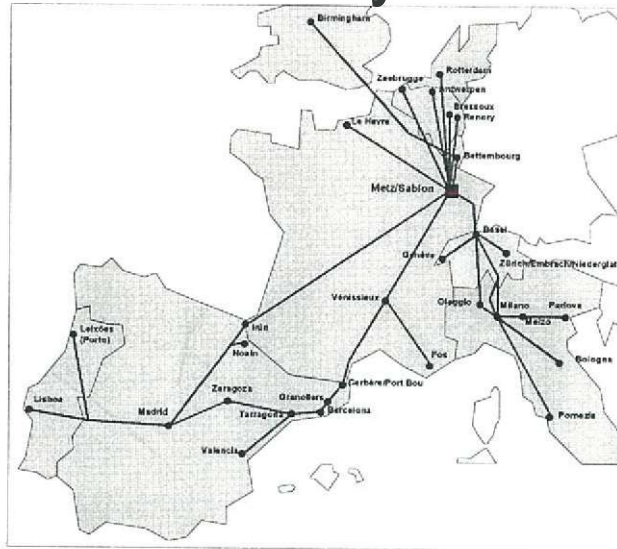 Birmingham
Rotterdam
Zeebrugge
Antwerpen
Bressoux
Renory
Le Havre
Bettembourg
Metz/Sablon
Basel
Genève
Zürich/Embrach/Niederglatt
Vénissieux
Oleggio
Milano
Padova
Melzo
Leixões
(Porto)
Irún
Noain
Fos
Bologna
Cerbère/Port Bou
Zaragoza
Granollers
Lisboa
Madrid
Tarragona
Barcelona
Pomezia
Valencia